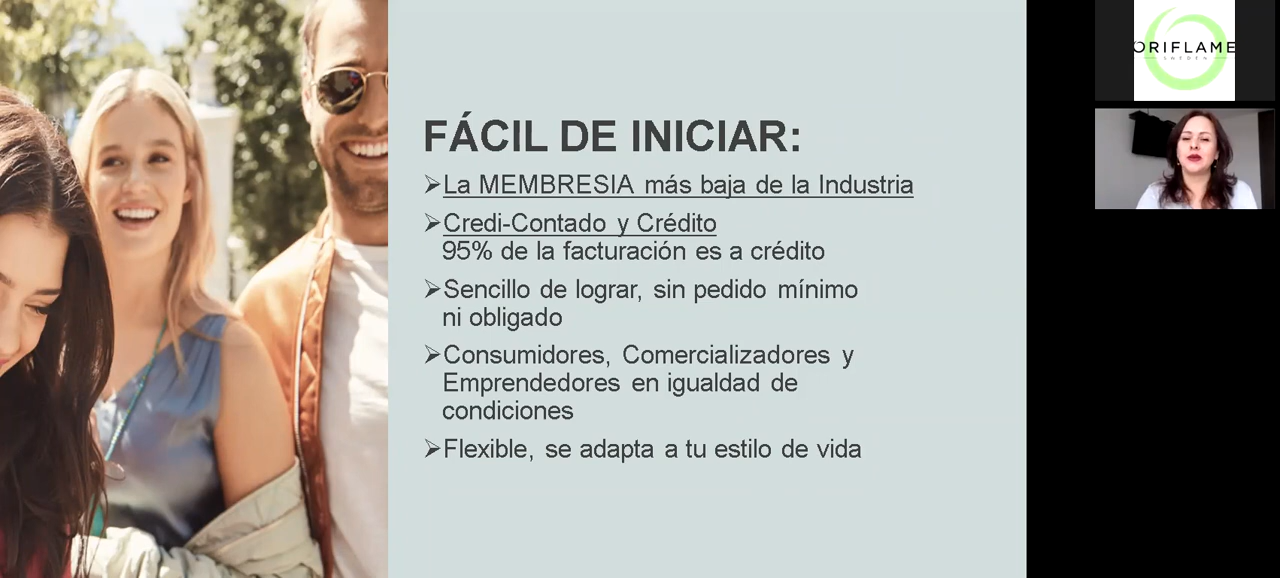 FÁCIL DE INICIAR:
➢La MEMBRESIA más baja de la Industria
➢Credi-Contado y Crédito
95% de la facturación es a crédito
➢Sencillo de lograr, sin pedido mínimo
ni obligado
➢Consumidores, Comercializadores y
Emprendedores en igualdad de
condiciones
➢Flexible, se adapta a tu estilo de vida
ORIFLAME
SWEDEN